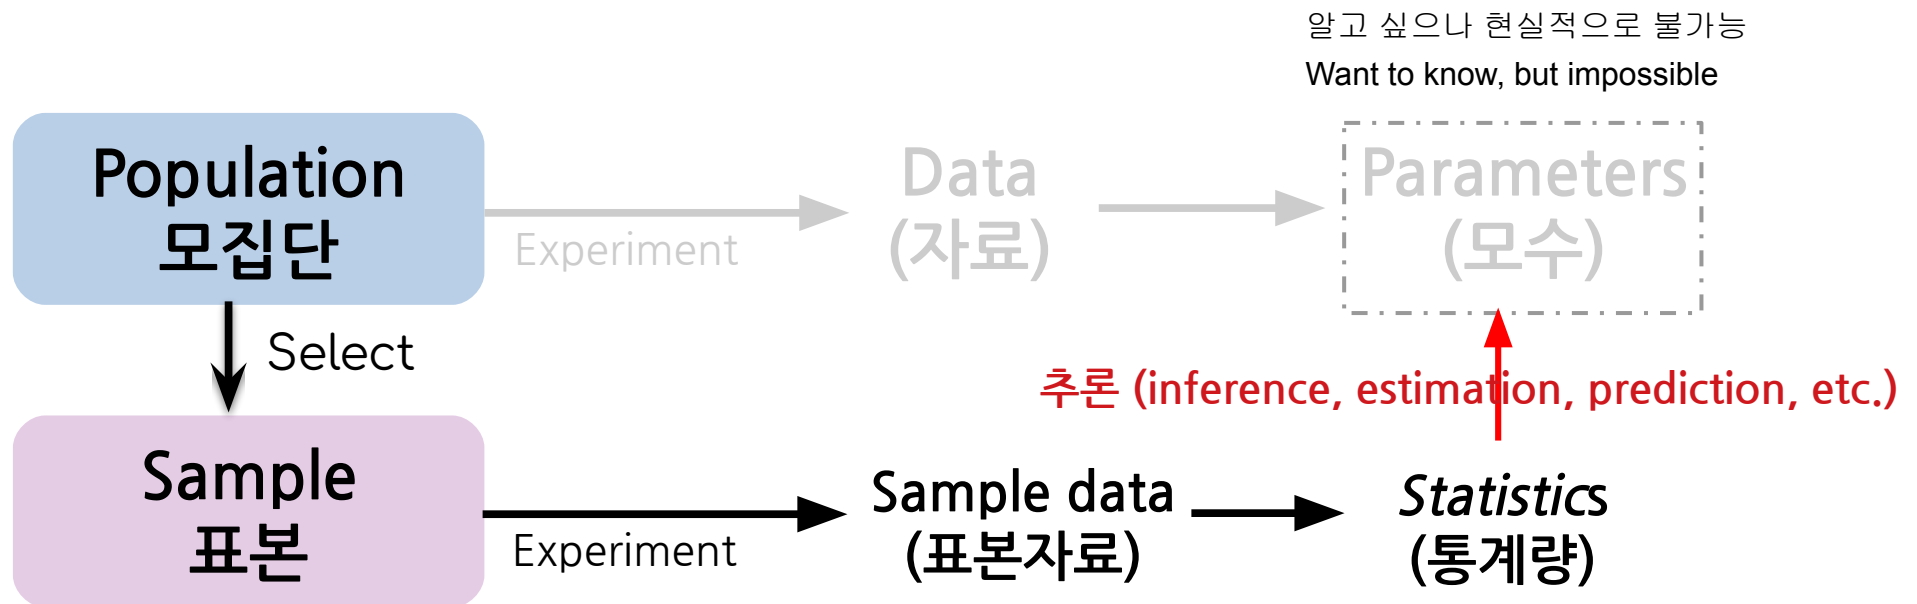 알고 싶으나 현실적으로 불가능
Want to know, but impossible
Population
모집단
Experiment
Data
(자료)
Parameters
(모수)
Select
추론 (inference, estimation, prediction, etc.)
Sample
표본
Experiment
Sample data
(표본자료)
Statistics
(통계량)